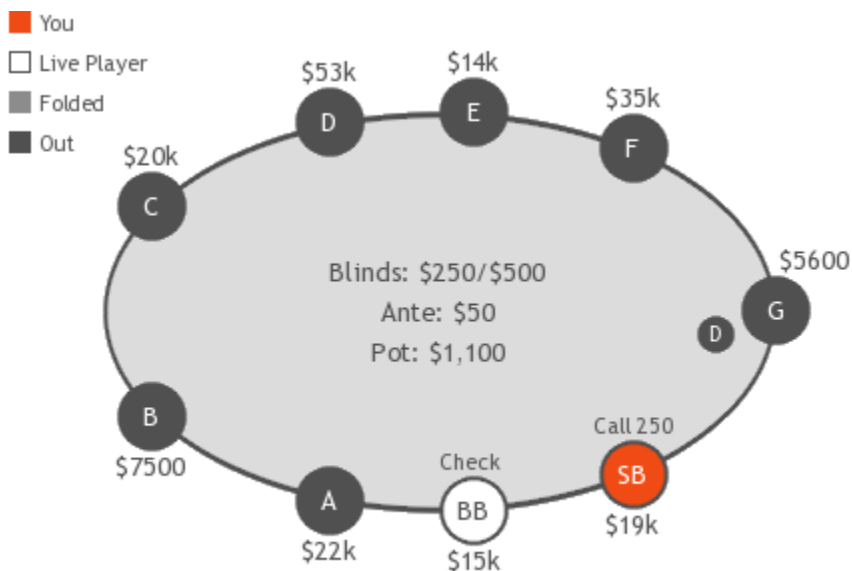 You
Live Player
Folded
Out
$53k
D
$14k
E
$35k
F
$20k
C
$5600
G
D
Blinds: $250/$500
Ante: $50
Pot: $1,100
B
$7500
A
$22k
Check
BB
$15k
Call 250
SB
$19k